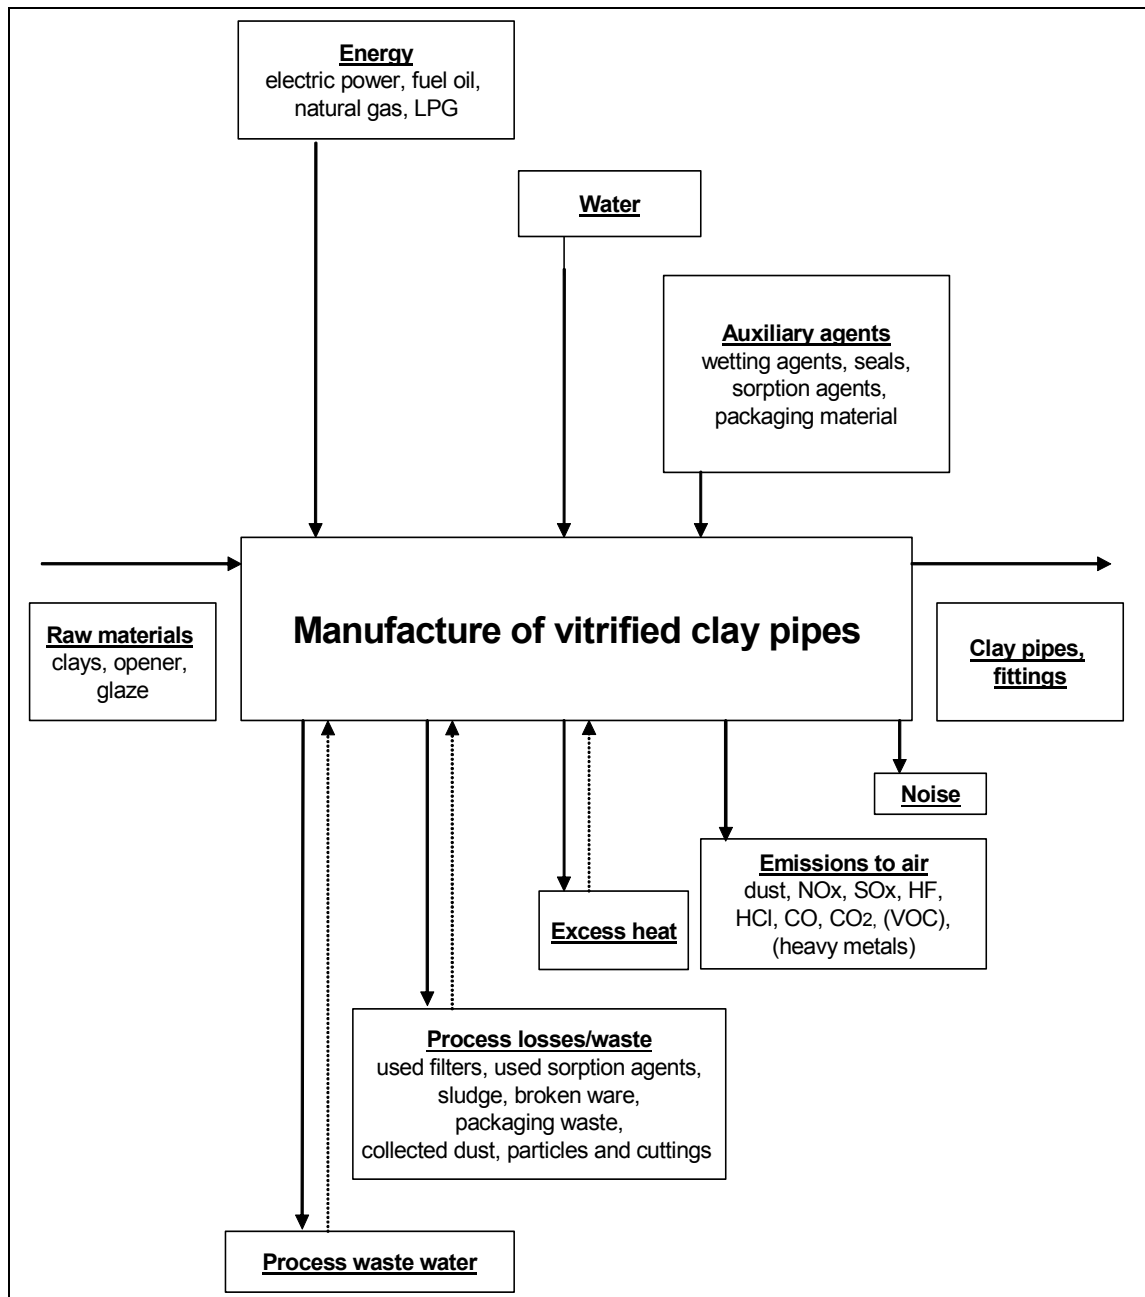 Energy
electric power, fuel oil,
natural gas, LPG
Water
Auxiliary agents
wetting agents, seals,
sorption agents,
packaging material
Manufacture of vitrified clay pipes
Raw materials
clays, opener,
glaze
Clay pipes,
fittings
Noise
Emissions to air
dust, NOx, SOx, HF,
HCl, CO, CO2, (VOC),
(heavy metals)
Excess heat
Process losses/waste
used filters, used sorption agents,
sludge, broken ware,
packaging waste,
collected dust, particles and cuttings
Process waste water